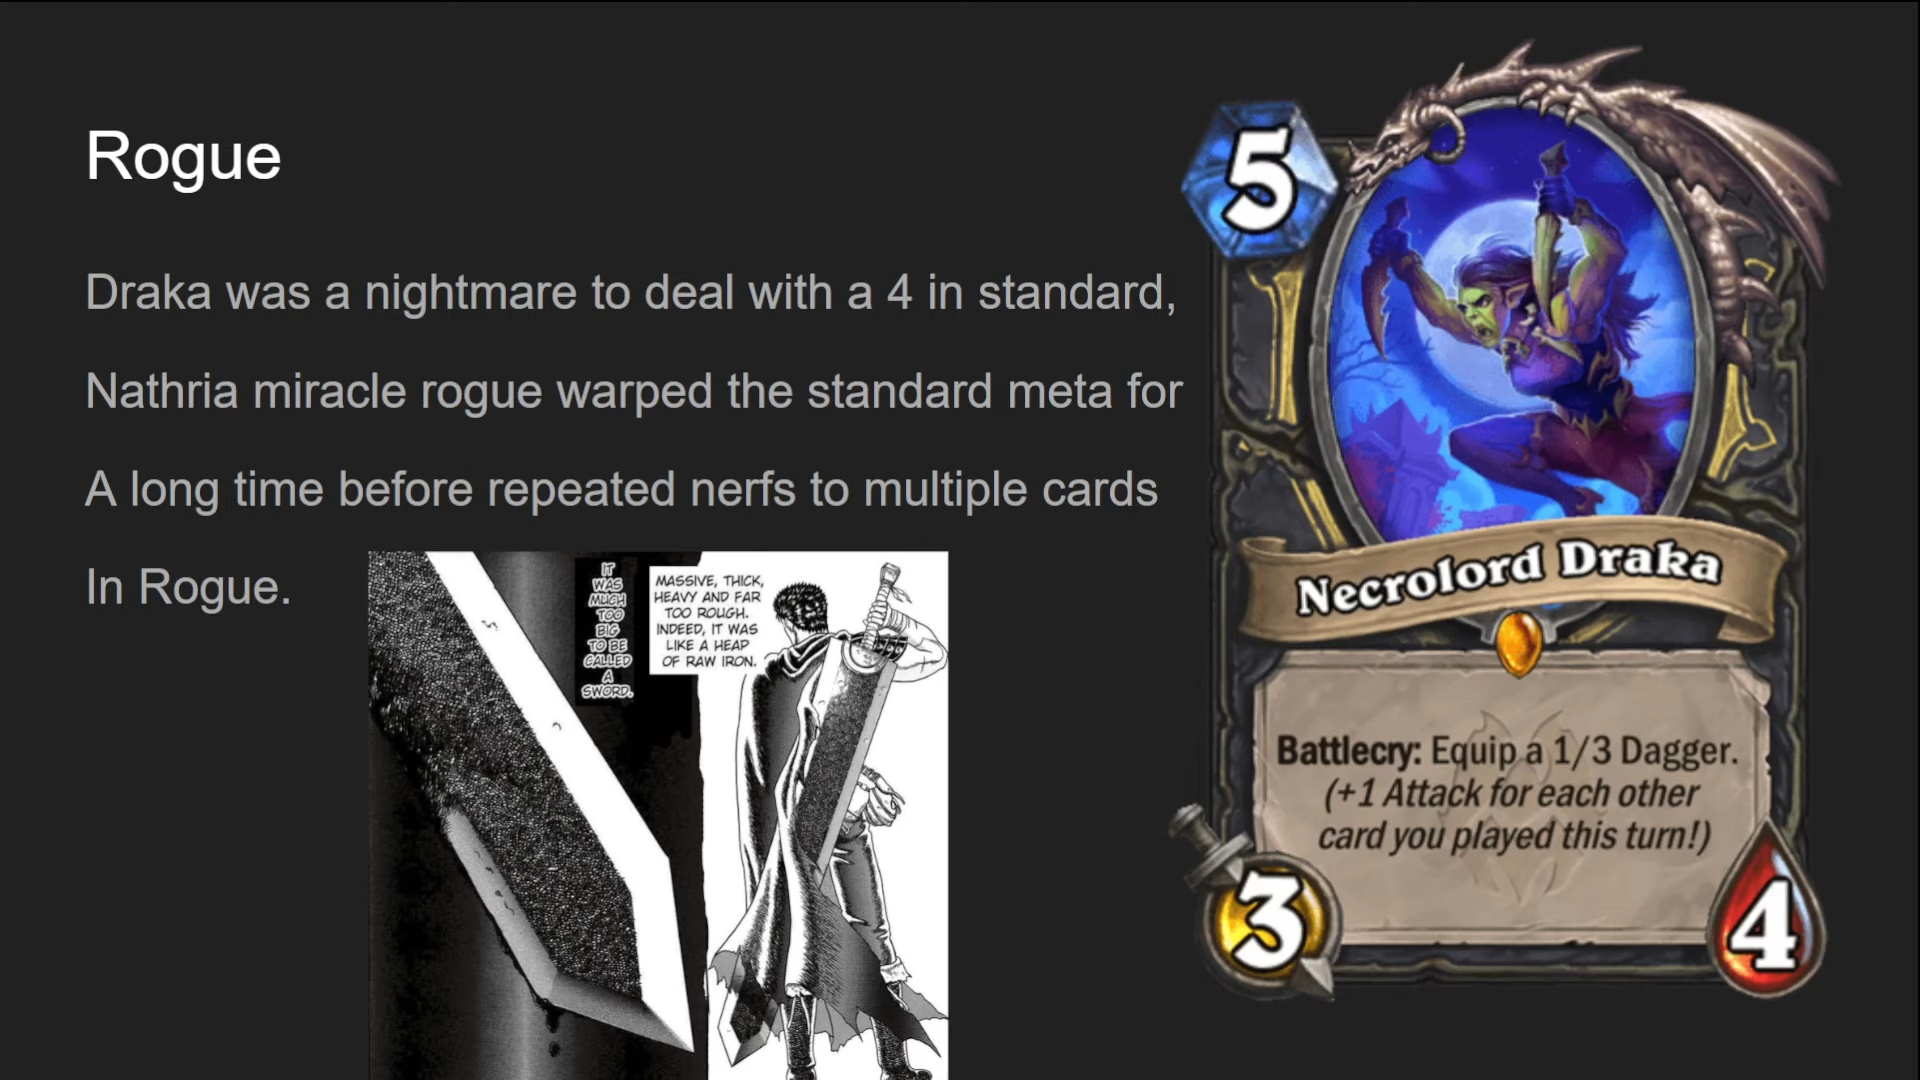 Rogue
Draka was a nightmare to deal with a 4 in standard,
Nathria miracle rogue warped the standard meta for
A long time before repeated nerfs to multiple cards
In Rogue.
IT
WAS
MUCH
TOO
BIG
TO BE
CALLED
A
SWORD.
MASSIVE, THICK,
HEAVY AND FAR
TOO ROUGH.
INDEED, IT WAS
LIKE A HEAP
OF RAW IRON.
5
Necrolord Draka
Battlecry: Equip a 1/3 Dagger.
(+1 Attack for each other
card you played this turn!)
3
4